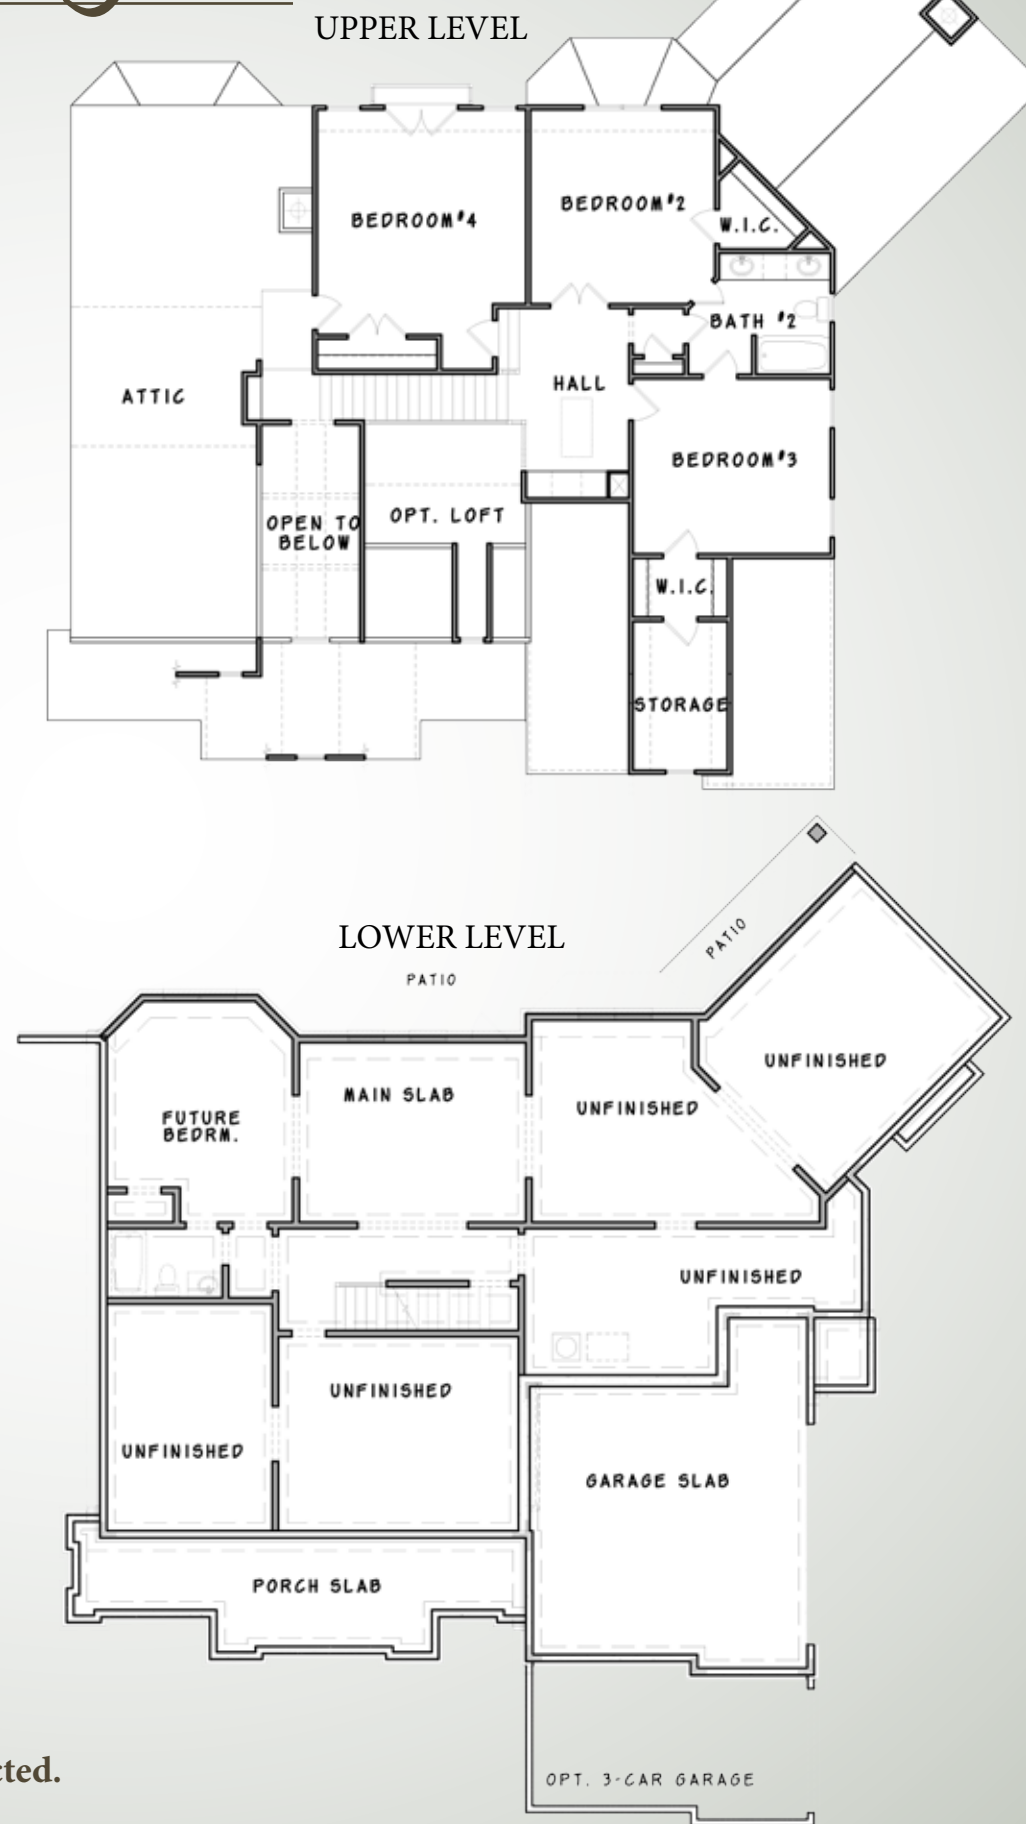 UPPER LEVEL
BEDROOM#4
BEDROOM#2
W.I.C.
BATH #2
HALL
ATTIC
BEDROOM#3
OPT. LOFT
OPEN TO
BELOW
W.I.C.
STORAGE
LOWER LEVEL
PATIO
PATIO
UNFINISHED
MAIN SLAB
UNFINISHED
FUTURE
BEDRM.
UNFINISHED
UNFINISHED
UNFINISHED
GARAGE SLAB
PORCH SLAB
cted.
OPT. 3-CAR GARAGE